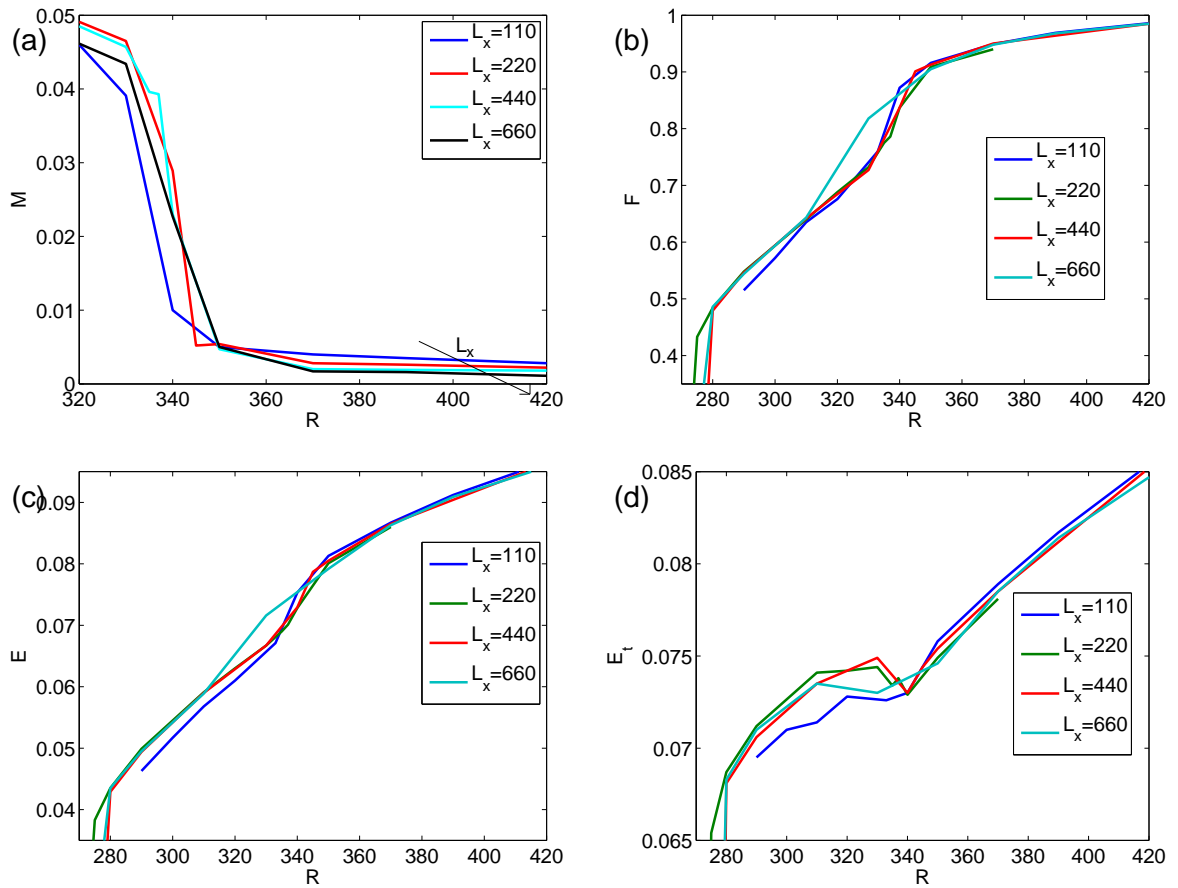 (a)
0.05
0.04
0.03
0.02
0.01
0
M
320 340 360 380 400 420
R
L_x=110
L_x=220
L_x=440
L_x=660
L_x
(b)
1
0.9
0.8
0.7
0.6
0.5
0.4
F
280 300 320 340 360 380 400 420
R
L_x=110
L_x=220
L_x=440
L_x=660
(c)
0.09
0.08
0.07
0.06
0.05
0.04
E
280 300 320 340 360 380 400 420
R
L_x=110
L_x=220
L_x=440
L_x=660
(d)
0.085
0.08
0.075
0.07
0.065
E_t
280 300 320 340 360 380 400 420
R
L_x=110
L_x=220
L_x=440
L_x=660